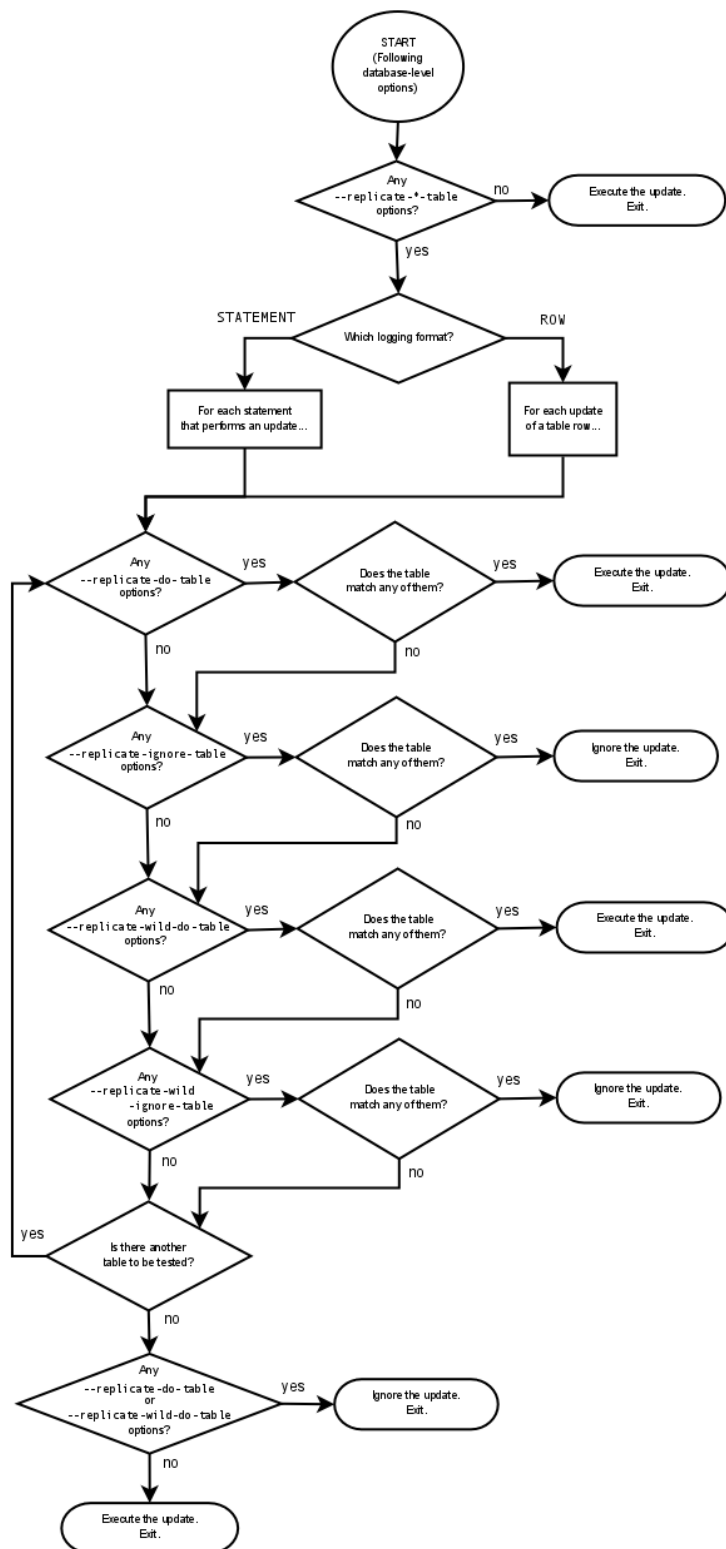 START
(Following
database-level
options)
Any
--replicate-*-table
options?
no
Execute the update.
Exit.
yes
STATEMENT
Which logging format?
ROW
For each statement
that performs an update...
For each update
of a table row...
Any
--replicate-do-table
options?
yes
Does the table
match any of them?
yes
Execute the update.
Exit.
no
no
Any
--replicate-ignore-table
options?
yes
Does the table
match any of them?
yes
Ignore the update.
Exit.
no
no
Any
--replicate-wild-do-table
options?
yes
Does the table
match any of them?
yes
Execute the update.
Exit.
no
no
Any
--replicate-wild
-ignore-table
options?
yes
Does the table
match any of them?
yes
Ignore the update.
Exit.
no
no
yes
Is there another
table to be tested?
no
Any
--replicate-do-table
or
--replicate-wild-do-table
options?
yes
Ignore the update.
Exit.
no
Execute the update.
Exit.